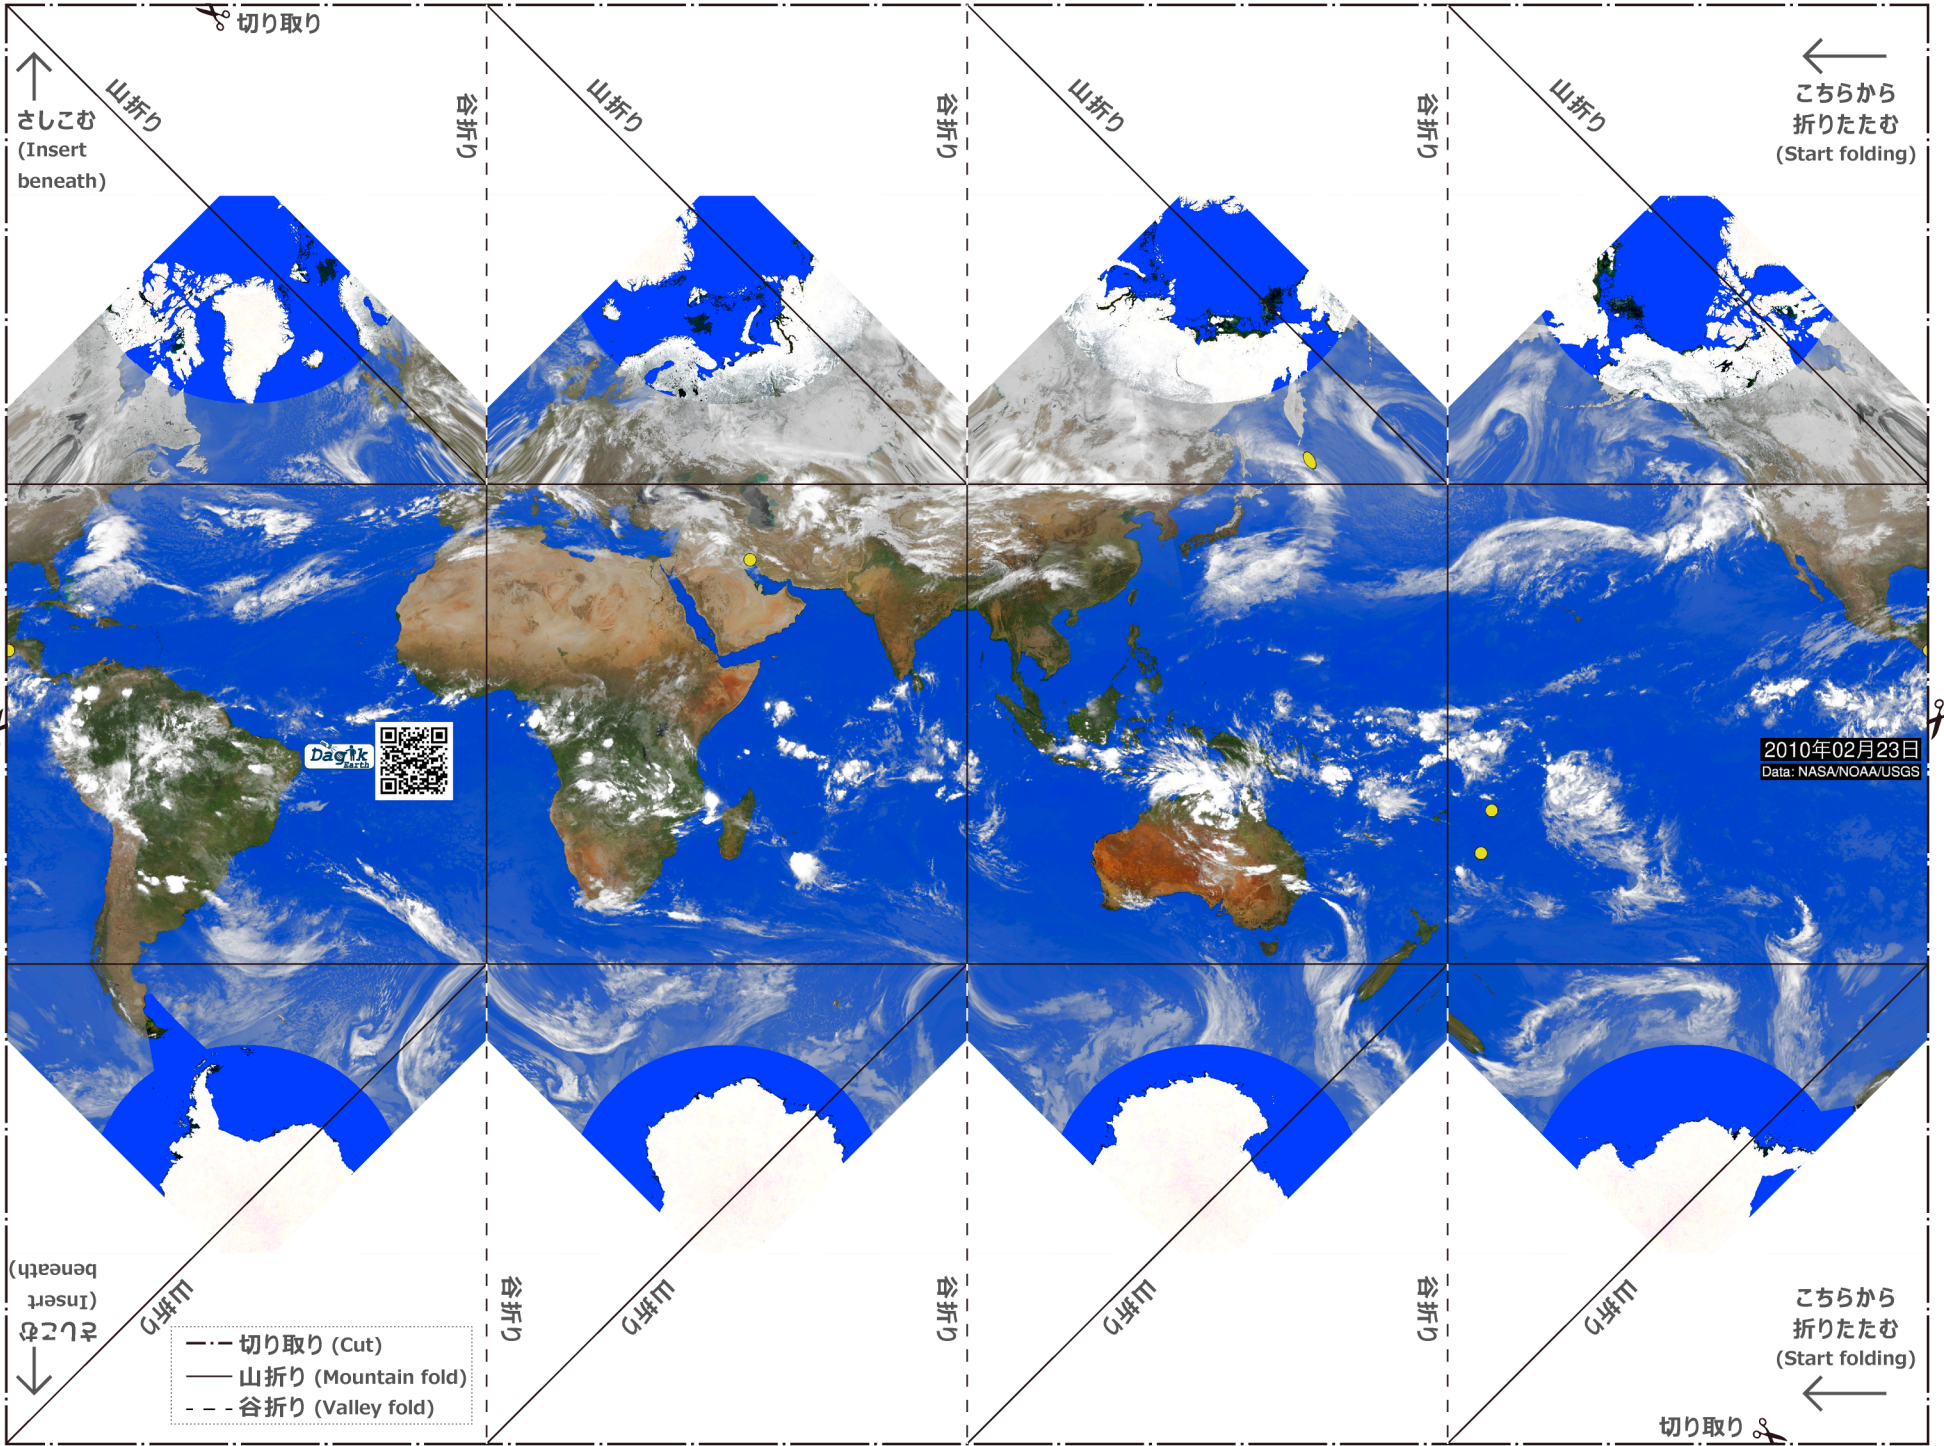 切り取り
山折り
谷折り
山折り
谷折り
山折り
谷折り
山折り
さしこむ
(Insert
beneath)
こちらから
折りたたむ
(Start folding)
Dagik
Earth
2010年02月23日
Data: NASA/NOAA/USGS
さしこむ
(Insert
beneath)
山折り
谷折り
山折り
谷折り
山折り
谷折り
山折り
こちらから
折りたたむ
(Start folding)
切り取り (Cut)
山折り (Mountain fold)
谷折り (Valley fold)
切り取り